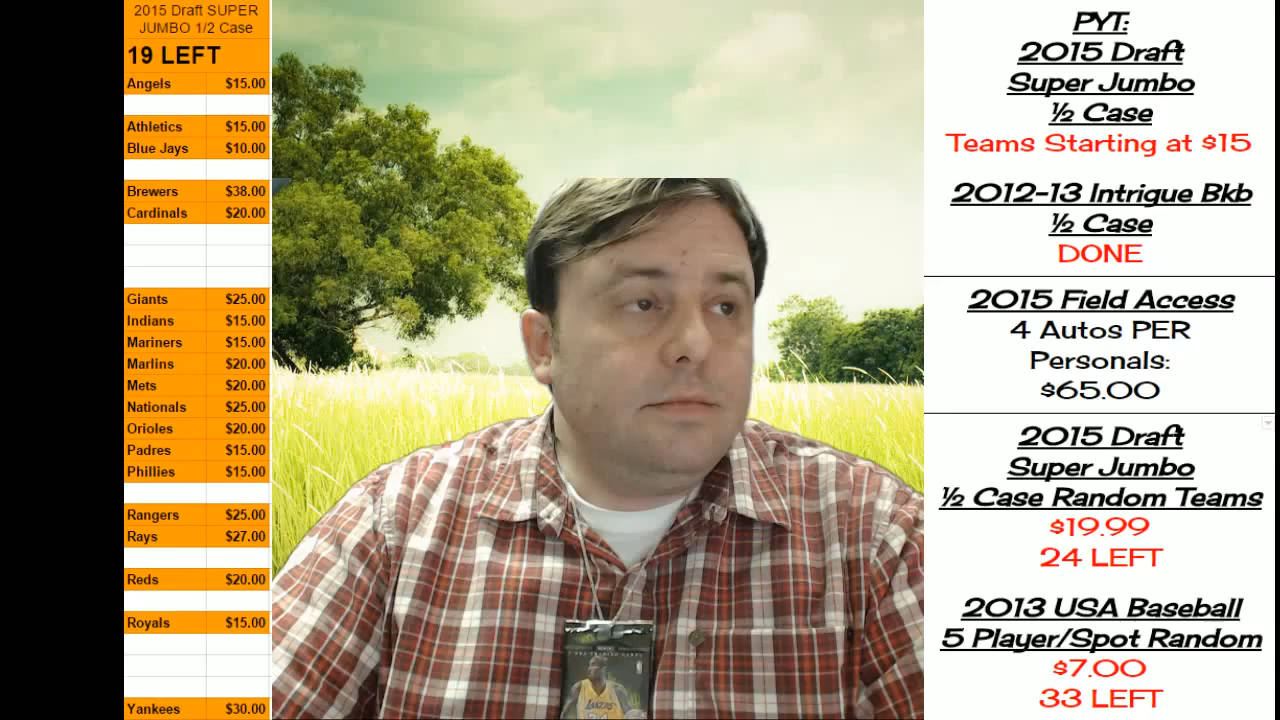 2015 Draft SUPER
JUMBO 1/2 Case
19 LEFT
Angels $15.00
Athletics $15.00
Blue Jays $10.00
Brewers $38.00
Cardinals $20.00
Giants $25.00
Indians $15.00
Mariners $15.00
Marlins $20.00
Mets $20.00
Nationals $25.00
Orioles $20.00
Padres $15.00
Phillies $15.00
Rangers $25.00
Rays $27.00
Reds $20.00
Royals $15.00
Yankees $30.00
PYT:
2015 Draft
Super Jumbo
½ Case
Teams Starting at $15
2012-13 Intrigue Bkb
½ Case
DONE
2015 Field Access
4 Autos PER
Personals:
$65.00
2015 Draft
Super Jumbo
½ Case Random Teams
$19.99
24 LEFT
2013 USA Baseball
5 Player/Spot Random
$7.00
33 LEFT
LAKERS